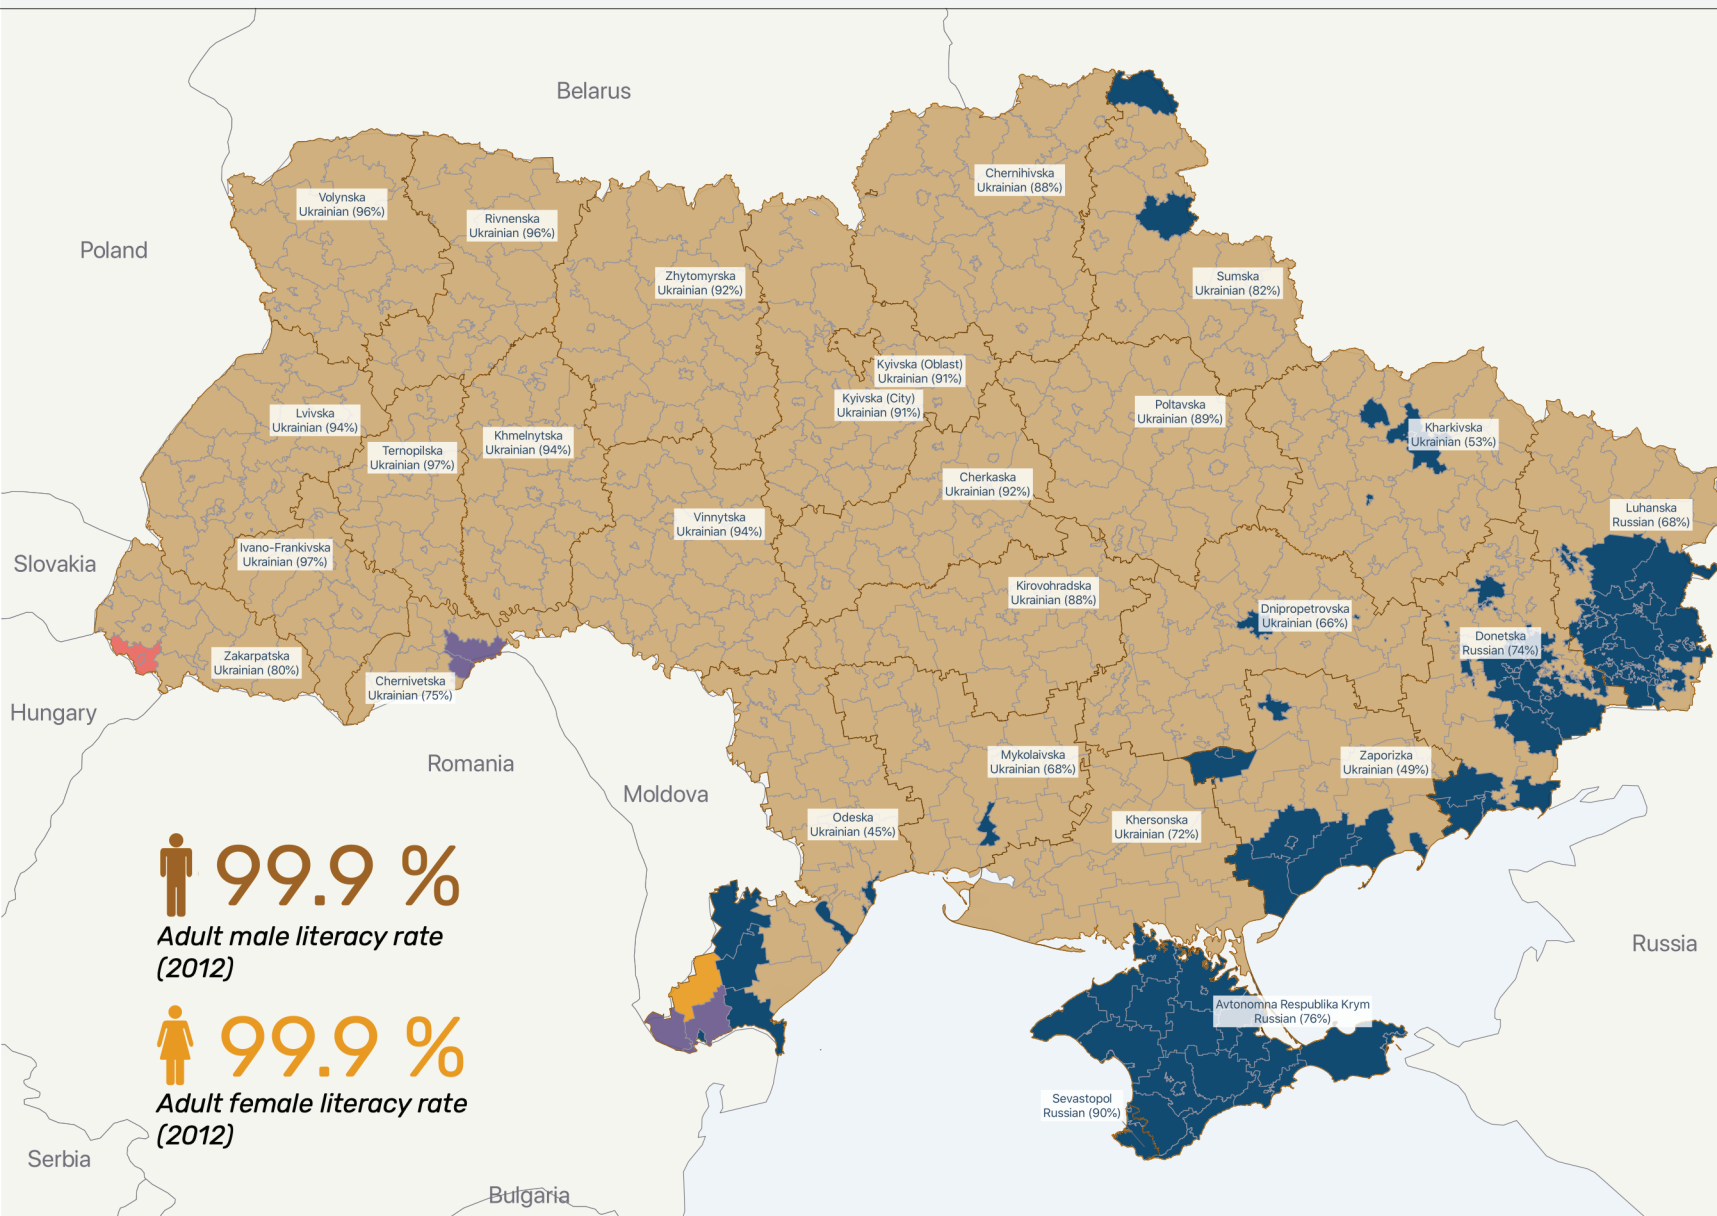 Belarus
Chernihivska
Ukrainian (88%)
Volynska
Ukrainian (96%)
Rivnenska
Ukrainian (96%)
Poland
Zhytomyrska
Ukrainian (92%)
Sumska
Ukrainian (82%)
Kyivska (Oblast)
Ukrainian (91%)
Kyivska (City)
Ukrainian (91%)
Poltavska
Ukrainian (89%)
Lvivska
Ukrainian (94%)
Kharkivska
Ukrainian (53%)
Khmelnytska
Ukrainian (94%)
Ternopilska
Ukrainian (97%)
Cherkaska
Ukrainian (92%)
Luhanska
Russian (68%)
Vinnytska
Ukrainian (94%)
Ivano-Frankivska
Ukrainian (97%)
Slovakia
Kirovohradska
Ukrainian (88%)
Dnipropetrovska
Ukrainian (66%)
Donetska
Russian (74%)
Zakarpatska
Ukrainian (80%)
Chernivetska
Ukrainian (75%)
Hungary
Romania
Mykolaivska
Ukrainian (68%)
Zaporizka
Ukrainian (49%)
Moldova
Odeska
Ukrainian (45%)
Khersonska
Ukrainian (72%)
99.9 %
Adult male literacy rate
(2012)
Russia
Avtonomna Respublika Krym
Russian (76%)
99.9 %
Adult female literacy rate
(2012)
Sevastopol
Russian (90%)
Serbia
Bulgaria